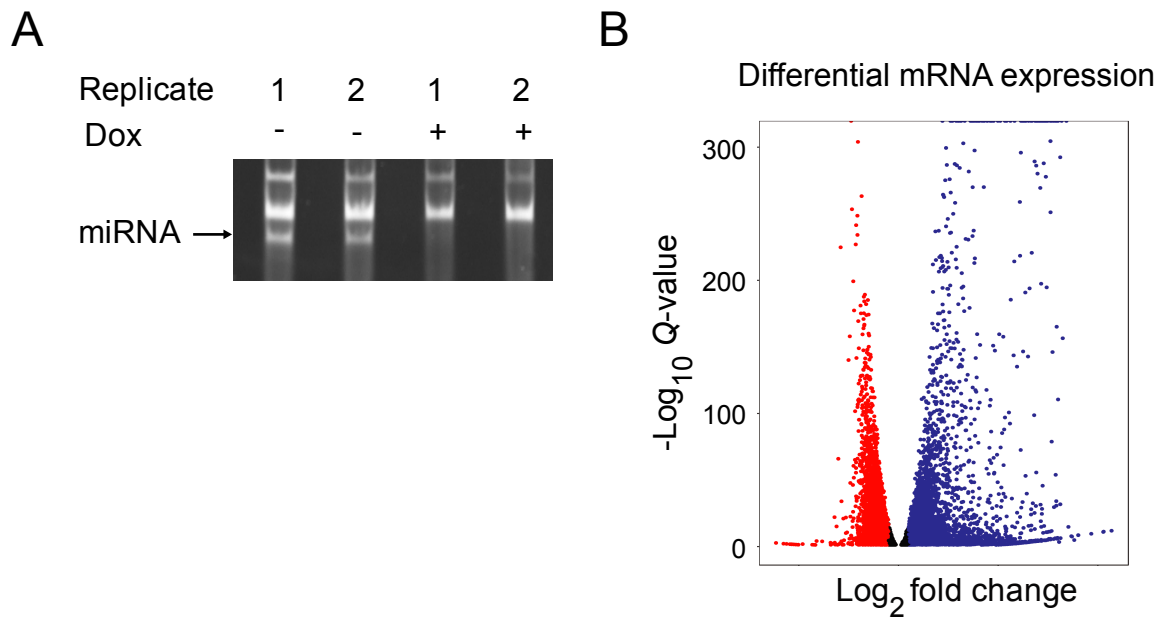 A
Replicate 1 2 1 2
Dox - - + +
miRNA
B
Differential mRNA expression
300
200
100
0
-Log10 Q-value
Log2 fold change